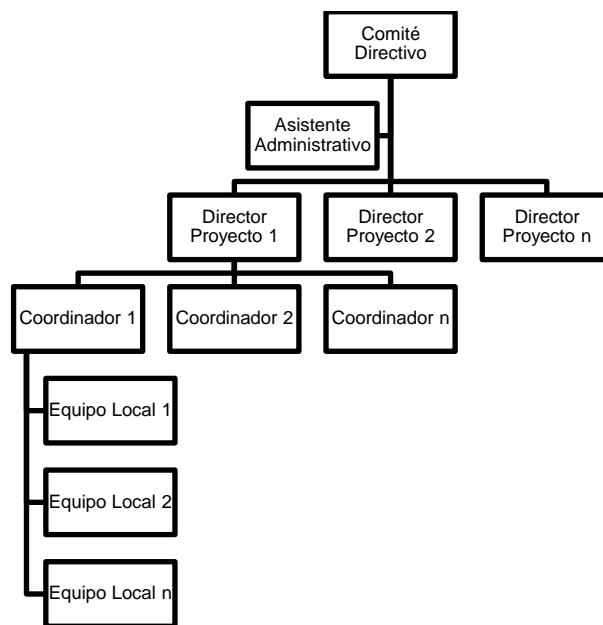 Comité
Directivo
Asistente
Administrativo
Director
Proyecto 1
Director
Proyecto 2
Director
Proyecto n
Coordinador 1
Coordinador 2
Coordinador n
Equipo Local 1
Equipo Local 2
Equipo Local n